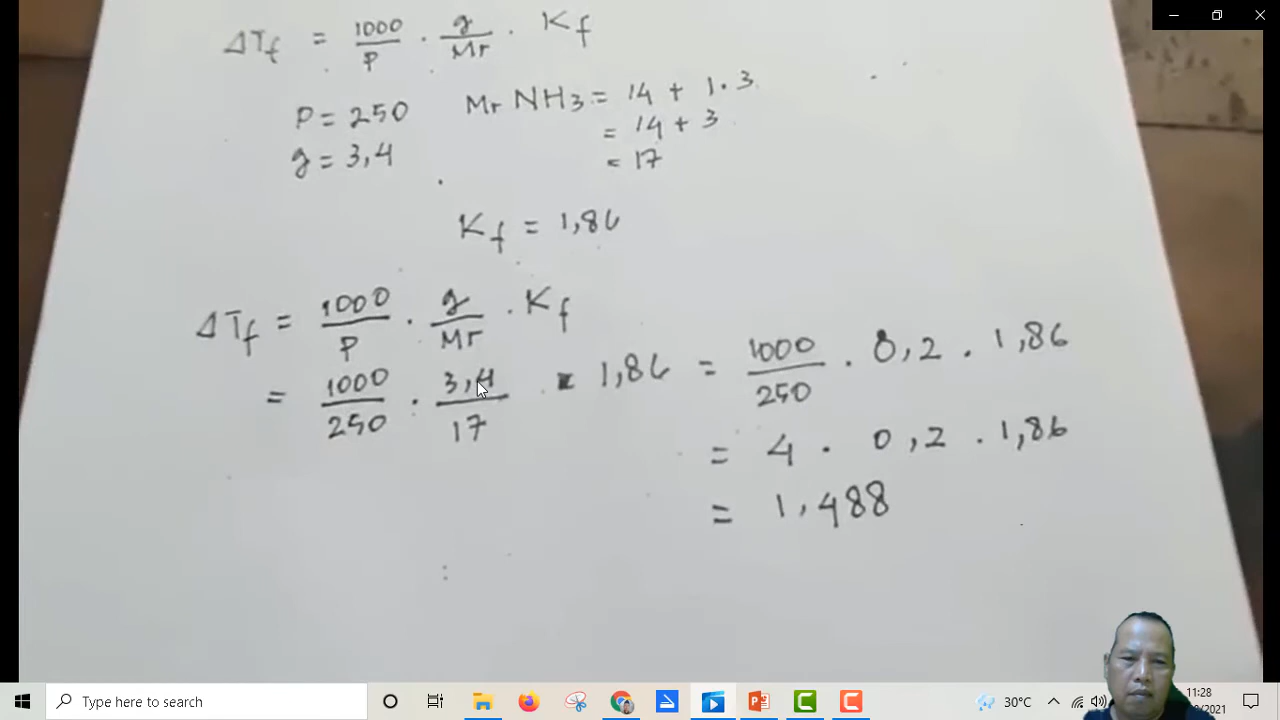 ΔTf = 1000/P · g/Mr · Kf
P = 250
Mr NH3 = 14 + 1·3
= 14 + 3
g = 3,4
= 17
Kf = 1,86
ΔTf = 1000/P · g/Mr · Kf
= 1000/250 · 3,4/17 · 1,86 = 1000/250 · 0,2 · 1,86
= 4 · 0,2 · 1,86
= 1,488
Type here to search
30°C
11:28